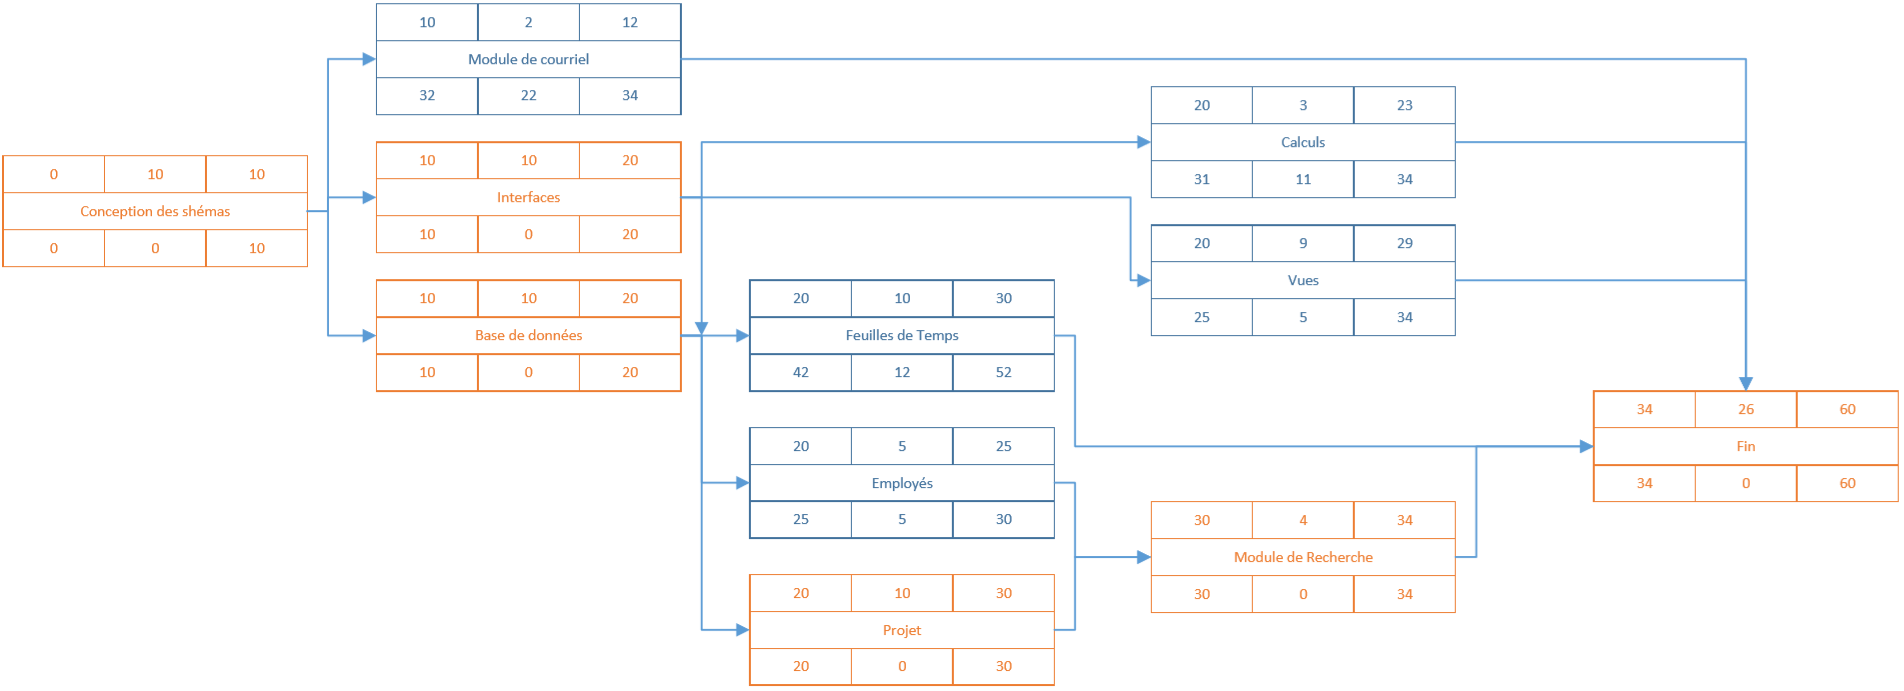 10 2 12
Module de courriel
32 22 34
20 3 23
Calculs
31 11 34
10 10 20
Interfaces
10 0 20
0 10 10
Conception des shémas
0 0 10
20 9 29
Vues
25 5 34
10 10 20
Base de données
10 0 20
20 10 30
Feuilles de Temps
42 12 52
34 26 60
Fin
34 0 60
20 5 25
Employés
25 5 30
30 4 34
Module de Recherche
30 0 34
20 10 30
Projet
20 0 30